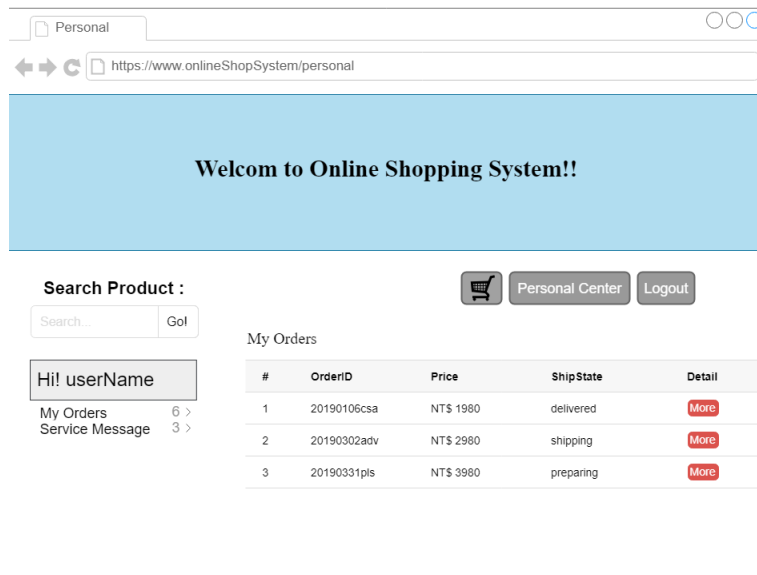 Personal
https://www.onlineShopSystem/personal
Welcom to Online Shopping System!!
Search Product :
Personal Center
Logout
Search...
Go!
My Orders
Hi! userName
My Orders 6 >
Service Message 3 >
# OrderID Price ShipState Detail
1 20190106csa NT$ 1980 delivered More
2 20190302adv NT$ 2980 shipping More
3 20190331pls NT$ 3980 preparing More